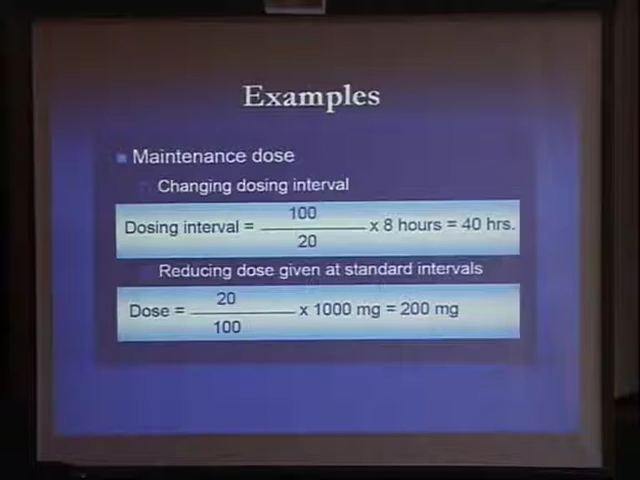 Examples
Maintenance dose
Changing dosing interval
Dosing interval = 100 / 20 x 8 hours = 40 hrs.
Reducing dose given at standard intervals
Dose = 20 / 100 x 1000 mg = 200 mg